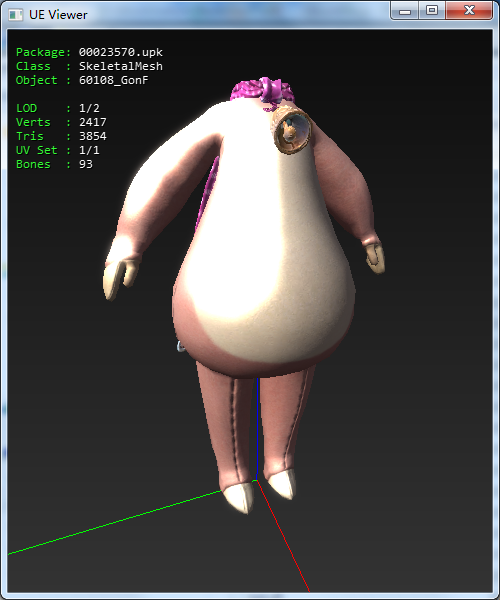 UE Viewer
Package: 00023570.upk
Class : SkeletalMesh
Object : 60108_GonF
LOD : 1/2
Verts : 2417
Tris : 3854
UV Set : 1/1
Bones : 93